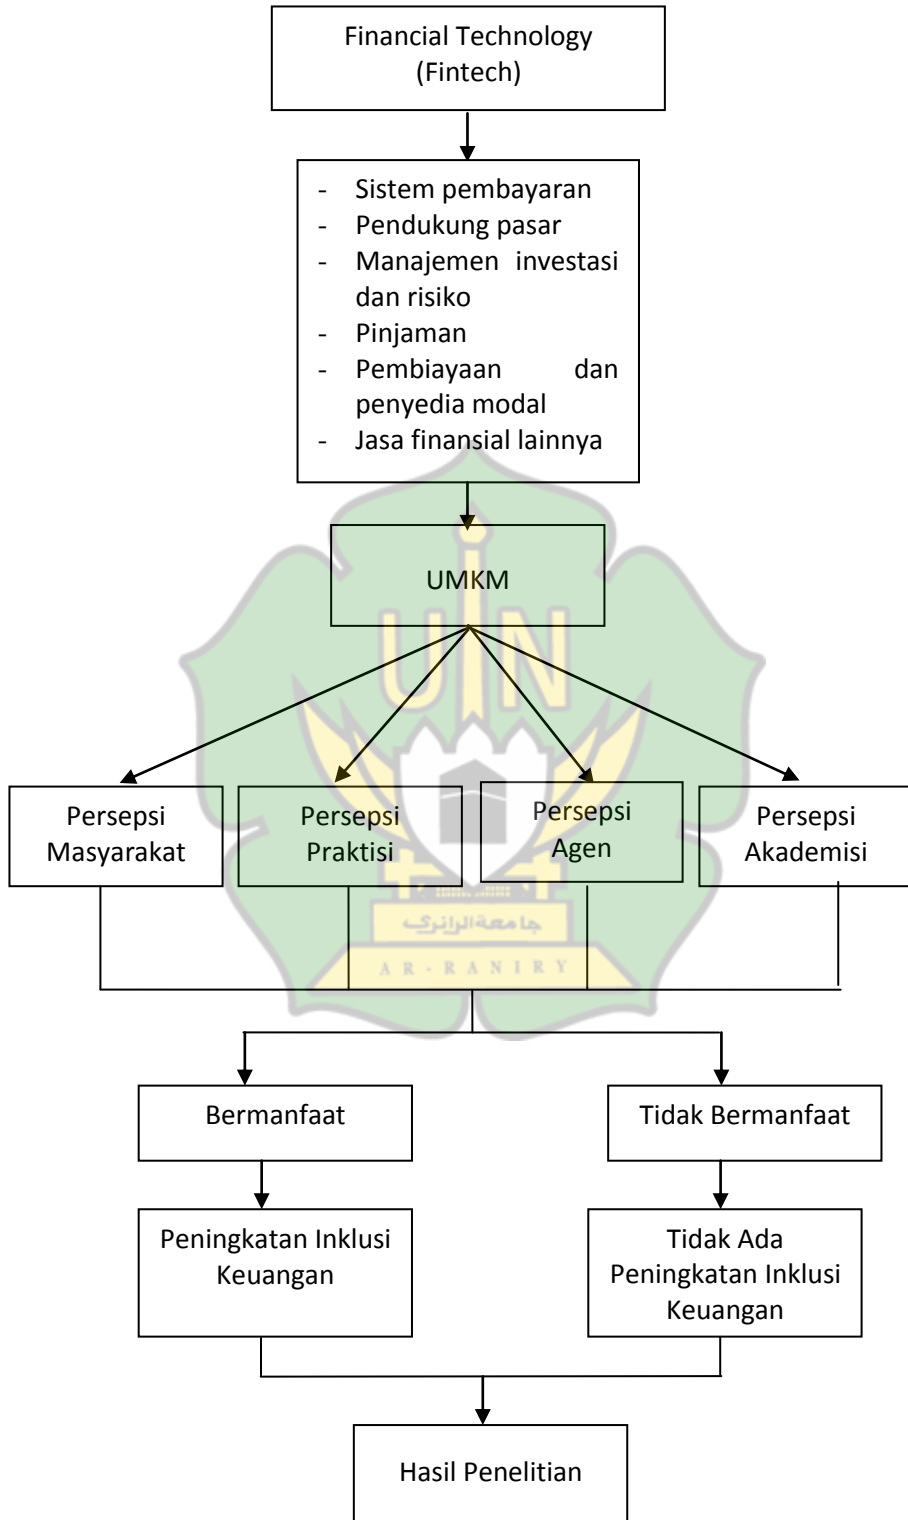 Financial Technology
(Fintech)
- Sistem pembayaran
- Pendukung pasar
- Manajemen investasi
dan risiko
- Pinjaman
- Pembiayaan dan
penyedia modal
- Jasa finansial lainnya
UMKM
UIN
Persepsi
Masyarakat
Persepsi
Praktisi
Persepsi
Agen
Persepsi
Akademisi
جامعة الرانري
AR-RANIRY
Bermanfaat
Tidak Bermanfaat
Peningkatan Inklusi
Keuangan
Tidak Ada
Peningkatan Inklusi
Keuangan
Hasil Penelitian